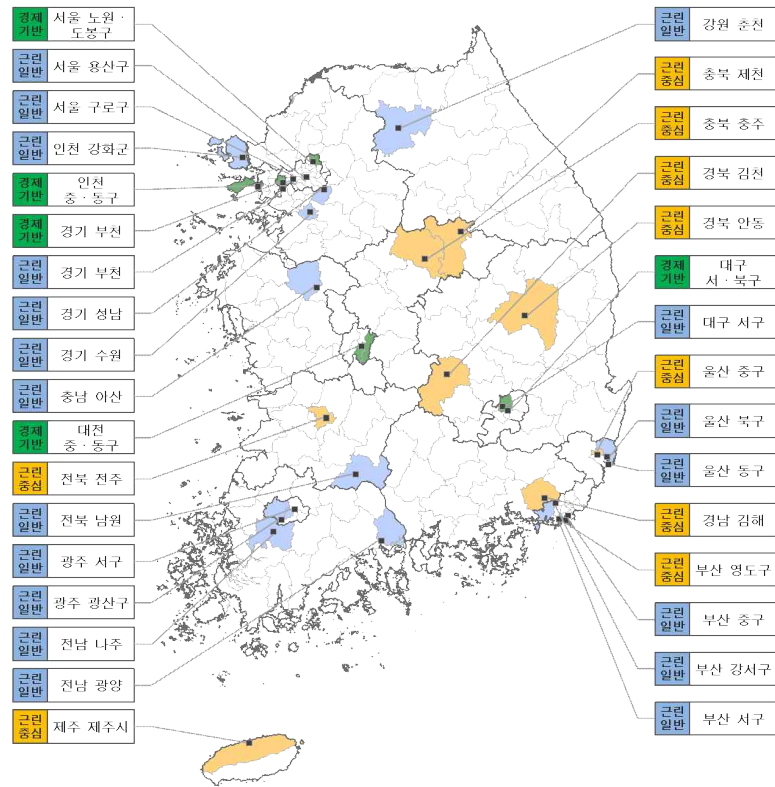 경제
기반
서울 노원·
도봉구
근린
일반
서울 용산구
근린
일반
서울 구로구
근린
일반
인천 강화군
경제
기반
인천
중·동구
경제
기반
경기 부천
근린
일반
경기 부천
근린
일반
경기 성남
근린
일반
경기 수원
근린
일반
충남 아산
경제
기반
대전
중·동구
근린
중심
전북 전주
근린
일반
전북 남원
근린
일반
광주 서구
근린
일반
광주 광산구
근린
일반
전남 나주
근린
일반
전남 광양
근린
중심
제주 제주시
근린
일반
강원 춘천
근린
중심
충북 제천
근린
중심
충북 충주
근린
중심
경북 김천
근린
중심
경북 안동
경제
기반
대구
서·북구
근린
일반
대구 서구
근린
중심
울산 중구
근린
일반
울산 북구
근린
일반
울산 동구
근린
중심
경남 김해
근린
중심
부산 영도구
근린
일반
부산 중구
근린
일반
부산 강서구
근린
일반
부산 서구